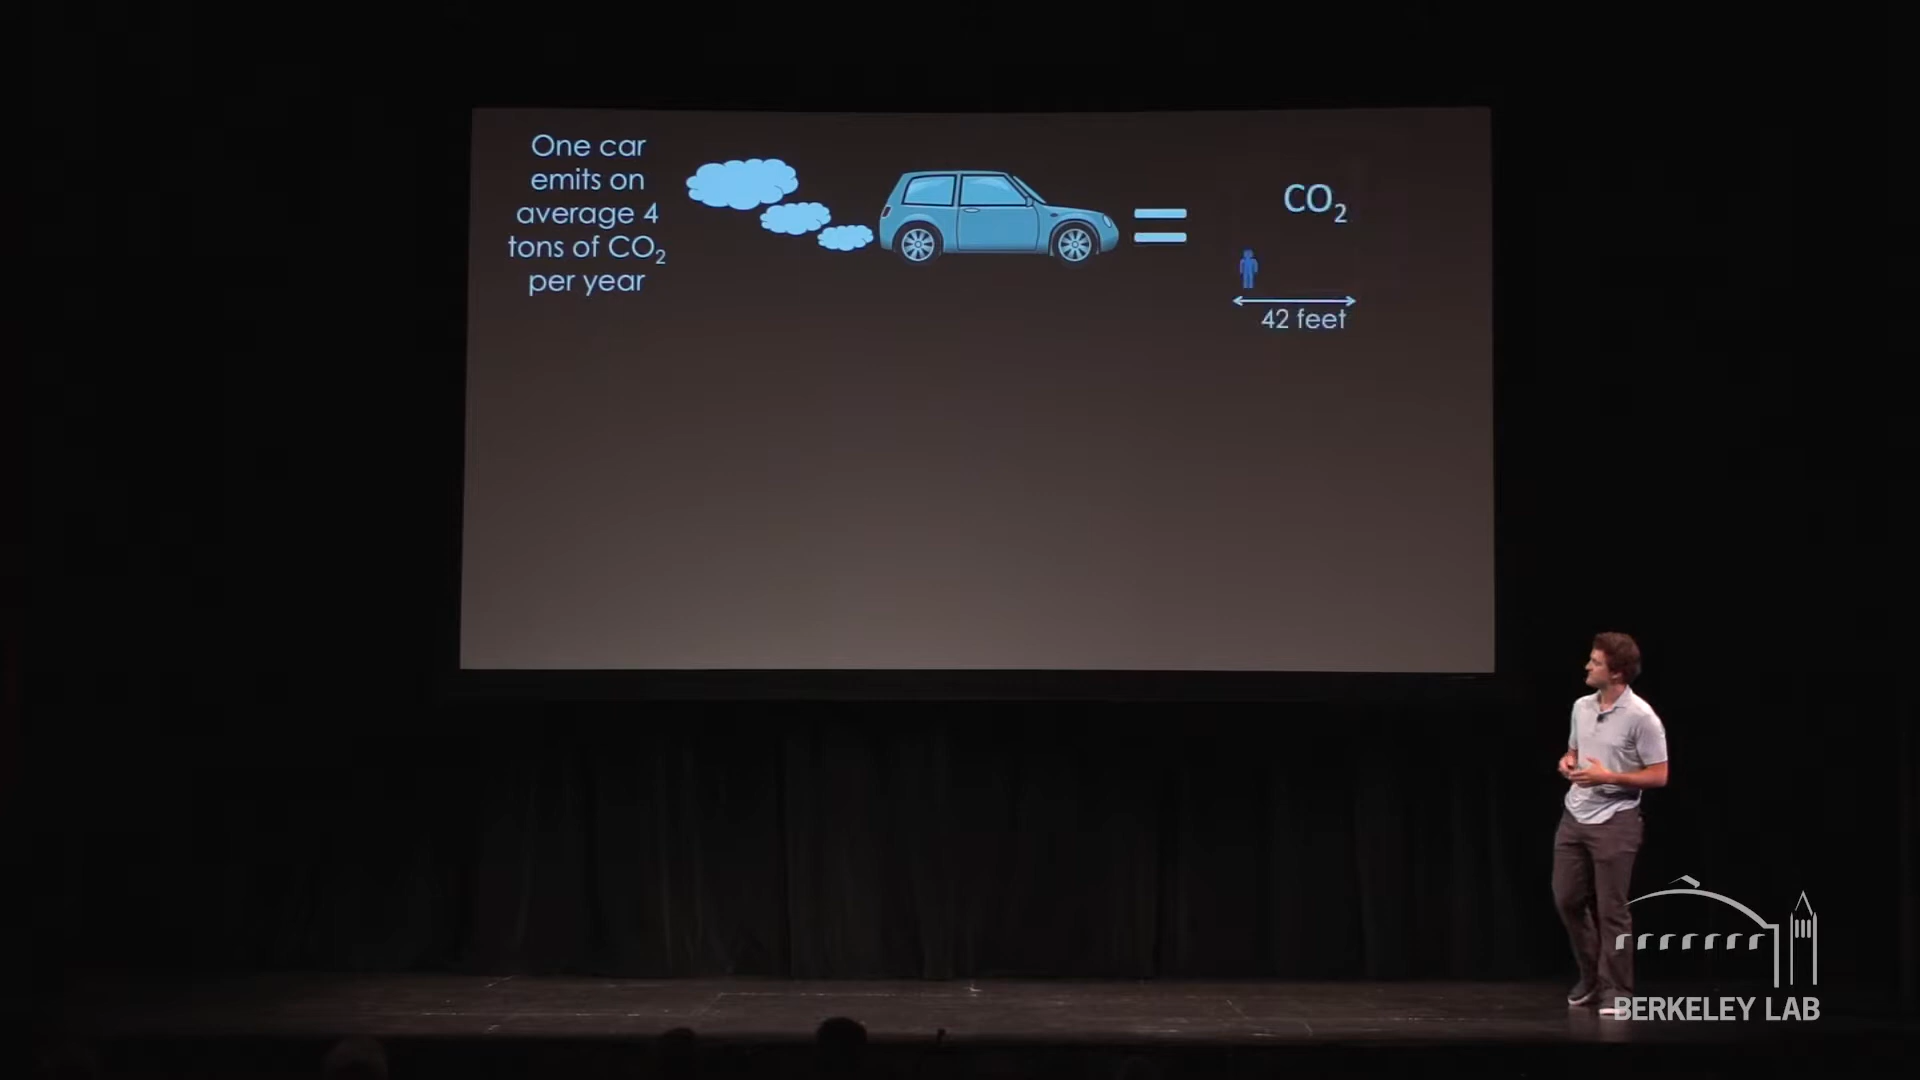 One car
emits on
average 4
tons of CO₂
per year
CO₂
42 feet
BERKELEY LAB